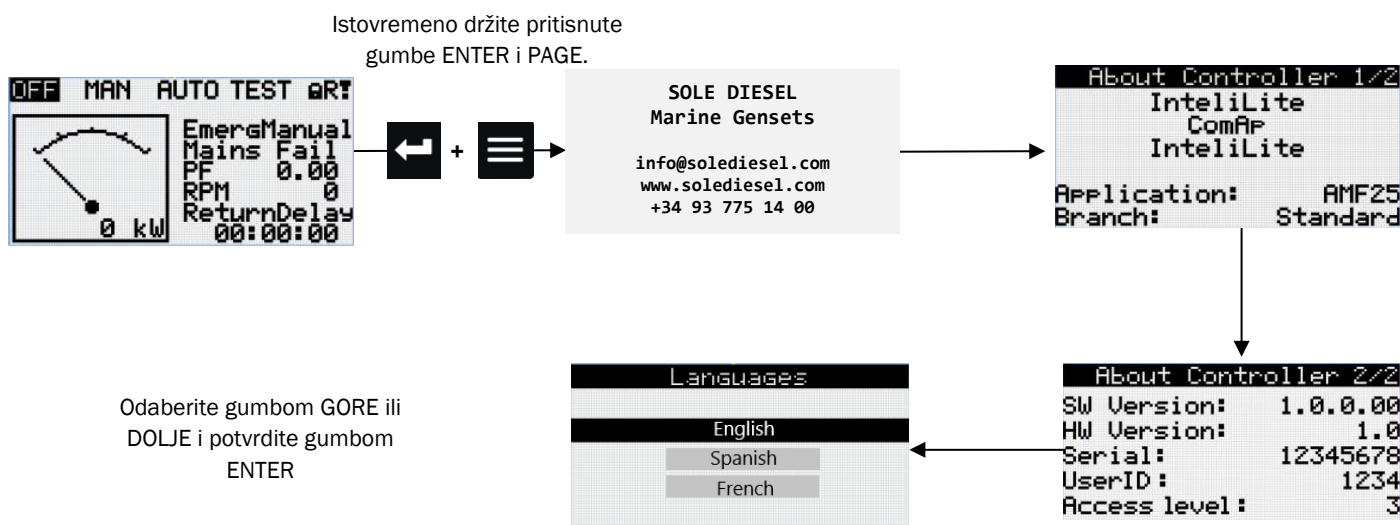 Istovremeno držite pritisnute
gumbe ENTER i PAGE.
OFF MAN AUTO TEST
EmergManual
Mains Fail
PF 0.00
RPM 0
ReturnDelay
00:00:00
0 kW
+
SOLE DIESEL
Marine Gensets
info@solediesel.com
www.solediesel.com
+34 93 775 14 00
About Controller 1/2
InteliLite
ComAp
InteliLite
Application: AMF25
Branch: Standard
About Controller 2/2
SW Version: 1.0.0.00
HW Version: 1.0
Serial: 12345678
UserID: 1234
Access level: 3
Languages
English
Spanish
French
Odaberite gumbom GORE ili
DOLJE i potvrdite gumbom
ENTER